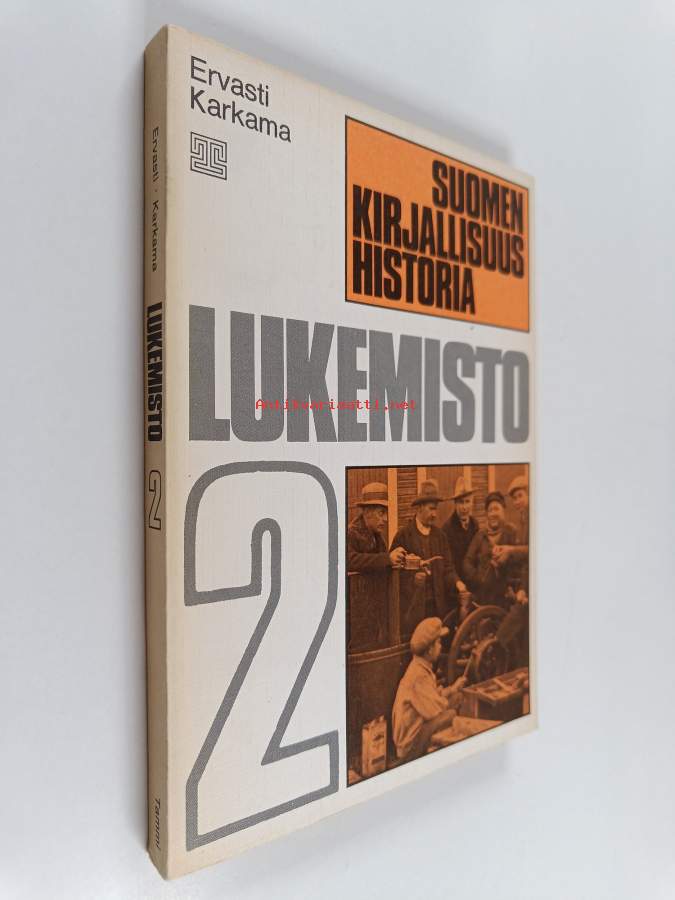 Ervasti
Karkama
SUOMEN
KIRJALLISUUS
HISTORIA
LUKEMISTO
2
Antikvariaatti.net
Ervasti · Karkama
LUKEMISTO
2
Tammi